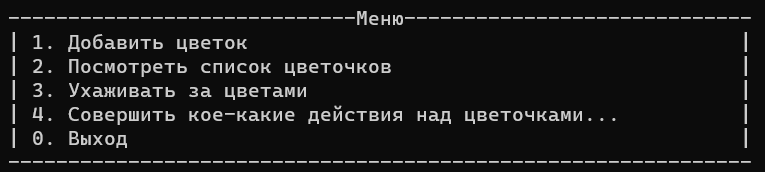 -----------------------------Меню-----------------------------
| 1. Добавить цветок                                         |
| 2. Посмотреть список цветочков                             |
| 3. Ухаживать за цветами                                    |
| 4. Совершить кое-какие действия над цветочками...          |
| 0. Выход                                                   |
--------------------------------------------------------------